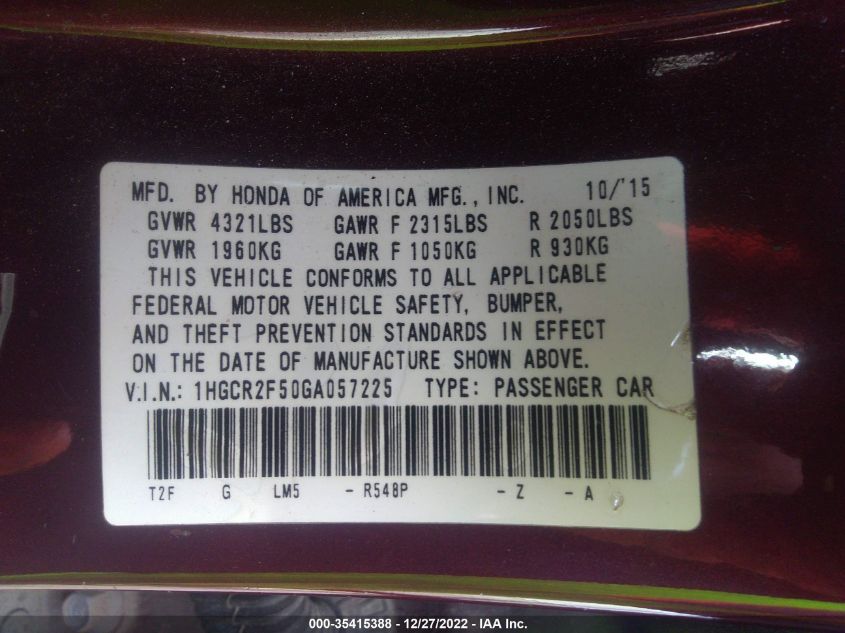 MFD. BY HONDA OF AMERICA MFG., INC. 10/'15
GVWR 4321LBS GAWR F 2315LBS R 2050LBS
GVWR 1960KG GAWR F 1050KG R 930KG
THIS VEHICLE CONFORMS TO ALL APPLICABLE
FEDERAL MOTOR VEHICLE SAFETY, BUMPER,
AND THEFT PREVENTION STANDARDS IN EFFECT
ON THE DATE OF MANUFACTURE SHOWN ABOVE.
V.I.N.: 1HGCR2F50GA057225 TYPE: PASSENGER CAR
T2F G LM5 - R548P - Z - A
000-35415388 - 12/27/2022 - IAA Inc.